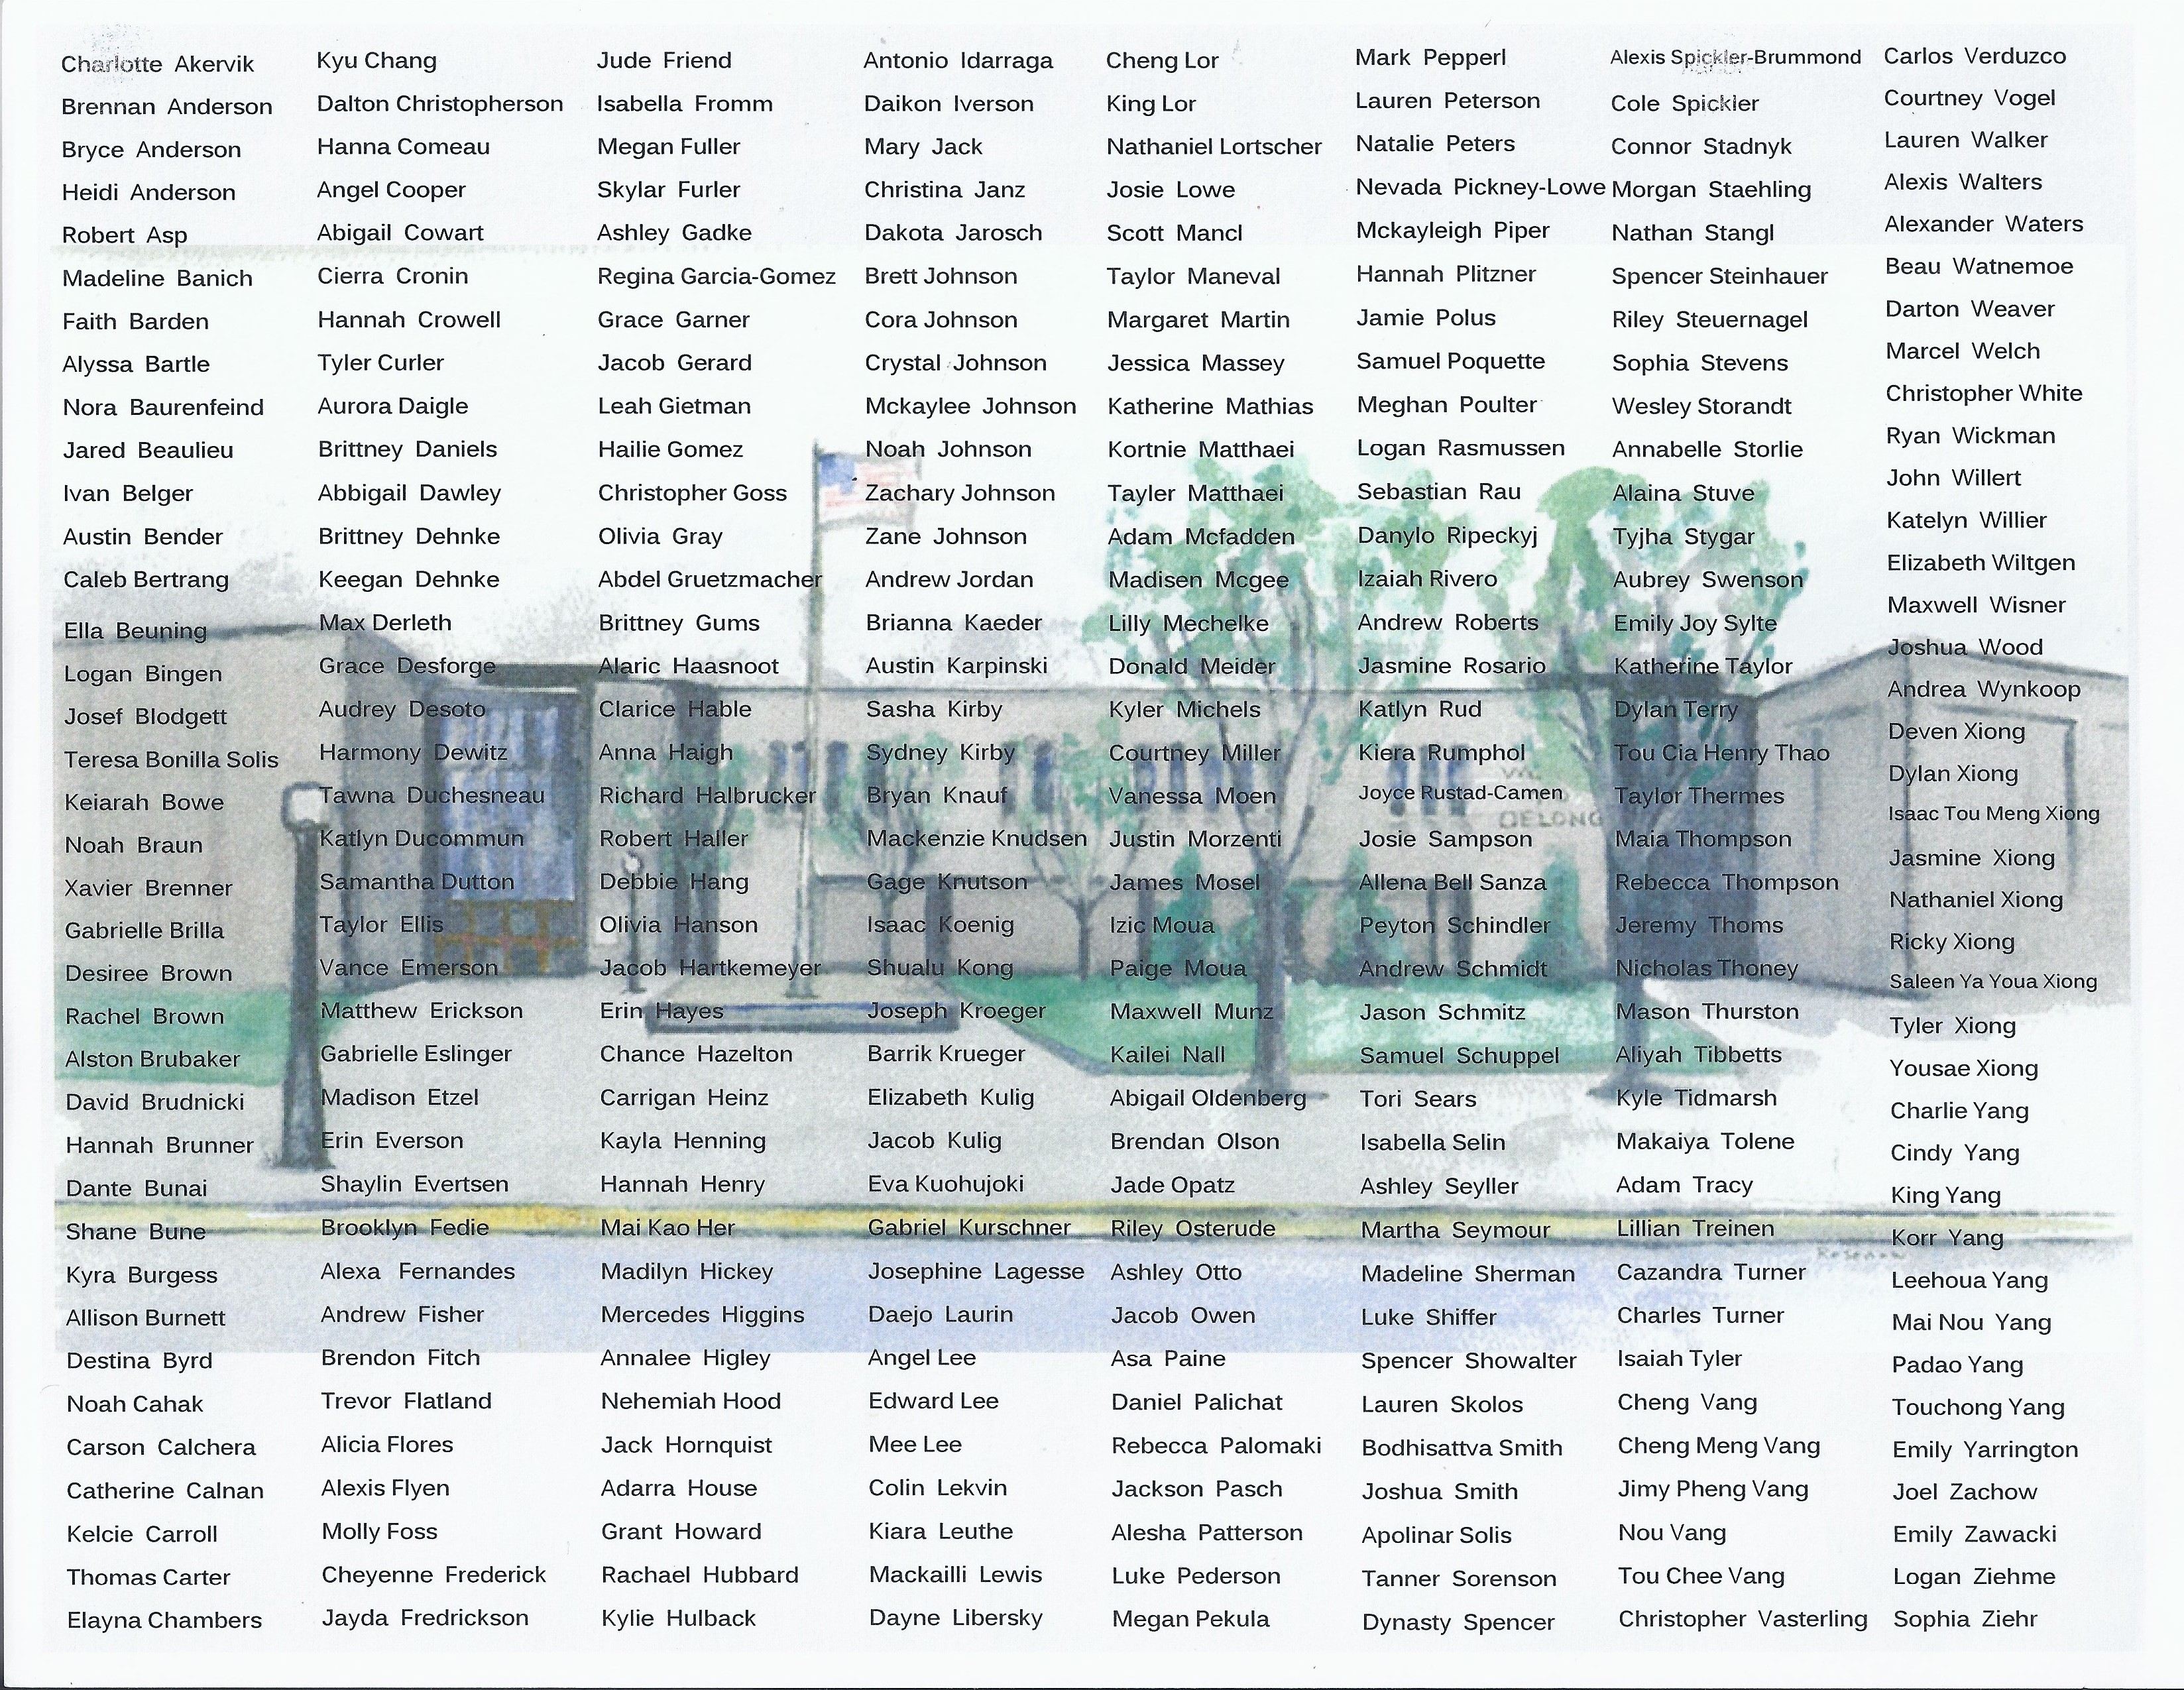 Charlotte Akervik
Brennan Anderson
Bryce Anderson
Heidi Anderson
Robert Asp
Madeline Banich
Faith Barden
Alyssa Bartle
Nora Baurenfeind
Jared Beaulieu
Ivan Belger
Austin Bender
Caleb Bertrang
Ella Beuning
Logan Bingen
Josef Blodgett
Teresa Bonilla Solis
Keiarah Bowe
Noah Braun
Xavier Brenner
Gabrielle Brilla
Desiree Brown
Rachel Brown
Alston Brubaker
David Brudnicki
Hannah Brunner
Dante Bunai
Shane Bune
Kyra Burgess
Allison Burnett
Destina Byrd
Noah Cahak
Carson Calchera
Catherine Calnan
Kelcie Carroll
Thomas Carter
Elayna Chambers
Kyu Chang
Dalton Christopherson
Hanna Comeau
Angel Cooper
Abigail Cowart
Cierra Cronin
Hannah Crowell
Tyler Curler
Aurora Daigle
Brittney Daniels
Abbigail Dawley
Brittney Dehnke
Keegan Dehnke
Max Derleth
Grace Desforge
Audrey Desoto
Harmony Dewitz
Tawna Duchesneau
Katlyn Ducommun
Samantha Dutton
Taylor Ellis
Vance Emerson
Matthew Erickson
Gabrielle Eslinger
Madison Etzel
Erin Everson
Shaylin Evertsen
Brooklyn Fedie
Alexa Fernandes
Andrew Fisher
Brendon Fitch
Trevor Flatland
Alicia Flores
Alexis Flyen
Molly Foss
Cheyenne Frederick
Jayda Fredrickson
Jude Friend
Isabella Fromm
Megan Fuller
Skylar Furler
Ashley Gadke
Regina Garcia-Gomez
Grace Garner
Jacob Gerard
Leah Gietman
Hailie Gomez
Christopher Goss
Olivia Gray
Abdel Gruetzmacher
Brittney Gums
Alaric Haasnoot
Clarice Hable
Anna Haigh
Richard Halbrucker
Robert Haller
Debbie Hang
Olivia Hanson
Jacob Hartkemeyer
Erin Hayes
Chance Hazelton
Carrigan Heinz
Kayla Henning
Hannah Henry
Mai Kao Her
Madilyn Hickey
Mercedes Higgins
Annalee Higley
Nehemiah Hood
Jack Hornquist
Adarra House
Grant Howard
Rachael Hubbard
Kylie Hulback
Antonio Idarraga
Daikon Iverson
Mary Jack
Christina Janz
Dakota Jarosch
Brett Johnson
Cora Johnson
Crystal Johnson
Mckaylee Johnson
Noah Johnson
Zachary Johnson
Zane Johnson
Andrew Jordan
Brianna Kaeder
Austin Karpinski
Sasha Kirby
Sydney Kirby
Bryan Knauf
Mackenzie Knudsen
Gage Knutson
Isaac Koenig
Shualu Kong
Joseph Kroeger
Barrik Krueger
Elizabeth Kulig
Jacob Kulig
Eva Kuohujoki
Gabriel Kurschner
Josephine Lagesse
Daejo Laurin
Angel Lee
Edward Lee
Mee Lee
Colin Lekvin
Kiara Leuthe
Mackailli Lewis
Dayne Libersky
Cheng Lor
King Lor
Nathaniel Lortscher
Josie Lowe
Scott Mancl
Taylor Maneval
Margaret Martin
Jessica Massey
Katherine Mathias
Kortnie Matthaei
Tayler Matthaei
Adam Mcfadden
Madisen Mcgee
Lilly Mechelke
Donald Meider
Kyler Michels
Courtney Miller
Vanessa Moen
Justin Morzenti
James Mosel
Izic Moua
Paige Moua
Maxwell Munz
Kailei Nall
Abigail Oldenberg
Brendan Olson
Jade Opatz
Riley Osterude
Ashley Otto
Jacob Owen
Asa Paine
Daniel Palichat
Rebecca Palomaki
Jackson Pasch
Alesha Patterson
Luke Pederson
Megan Pekula
Mark Pepperl
Lauren Peterson
Natalie Peters
Nevada Pickney-Lowe
Mckayleigh Piper
Hannah Plitzner
Jamie Polus
Samuel Poquette
Meghan Poulter
Logan Rasmussen
Sebastian Rau
Danylo Ripeckyj
Izaiah Rivero
Andrew Roberts
Jasmine Rosario
Katlyn Rud
Kiera Rumphol
Joyce Rustad-Camen
DELONG
Josie Sampson
Allena Bell Sanza
Peyton Schindler
Andrew Schmidt
Jason Schmitz
Samuel Schuppel
Tori Sears
Isabella Selin
Ashley Seyller
Martha Seymour
Madeline Sherman
Luke Shiffer
Spencer Showalter
Lauren Skolos
Bodhisattva Smith
Joshua Smith
Apolinar Solis
Tanner Sorenson
Dynasty Spencer
Alexis Spickler-Brummond
Cole Spickler
Connor Stadnyk
Morgan Staehling
Nathan Stangl
Spencer Steinhauer
Riley Steuernagel
Sophia Stevens
Wesley Storandt
Annabelle Storlie
Alaina Stuve
Tyjha Stygar
Aubrey Swenson
Emily Joy Sylte
Katherine Taylor
Dylan Terry
Tou Cia Henry Thao
Taylor Thermes
Maia Thompson
Rebecca Thompson
Jeremy Thoms
Nicholas Thoney
Mason Thurston
Aliyah Tibbetts
Kyle Tidmarsh
Makaiya Tolene
Adam Tracy
Lillian Treinen
Cazandra Turner
Charles Turner
Isaiah Tyler
Cheng Vang
Cheng Meng Vang
Jimy Pheng Vang
Nou Vang
Tou Chee Vang
Christopher Vasterling
Carlos Verduzco
Courtney Vogel
Lauren Walker
Alexis Walters
Alexander Waters
Beau Watnemoe
Darton Weaver
Marcel Welch
Christopher White
Ryan Wickman
John Willert
Katelyn Willier
Elizabeth Wiltgen
Maxwell Wisner
Joshua Wood
Andrea Wynkoop
Deven Xiong
Dylan Xiong
Isaac Tou Meng Xiong
Jasmine Xiong
Nathaniel Xiong
Ricky Xiong
Saleen Ya Youa Xiong
Tyler Xiong
Yousae Xiong
Charlie Yang
Cindy Yang
King Yang
Korr Yang
Leehoua Yang
Mai Nou Yang
Padao Yang
Touchong Yang
Emily Yarrington
Joel Zachow
Emily Zawacki
Logan Ziehme
Sophia Ziehr